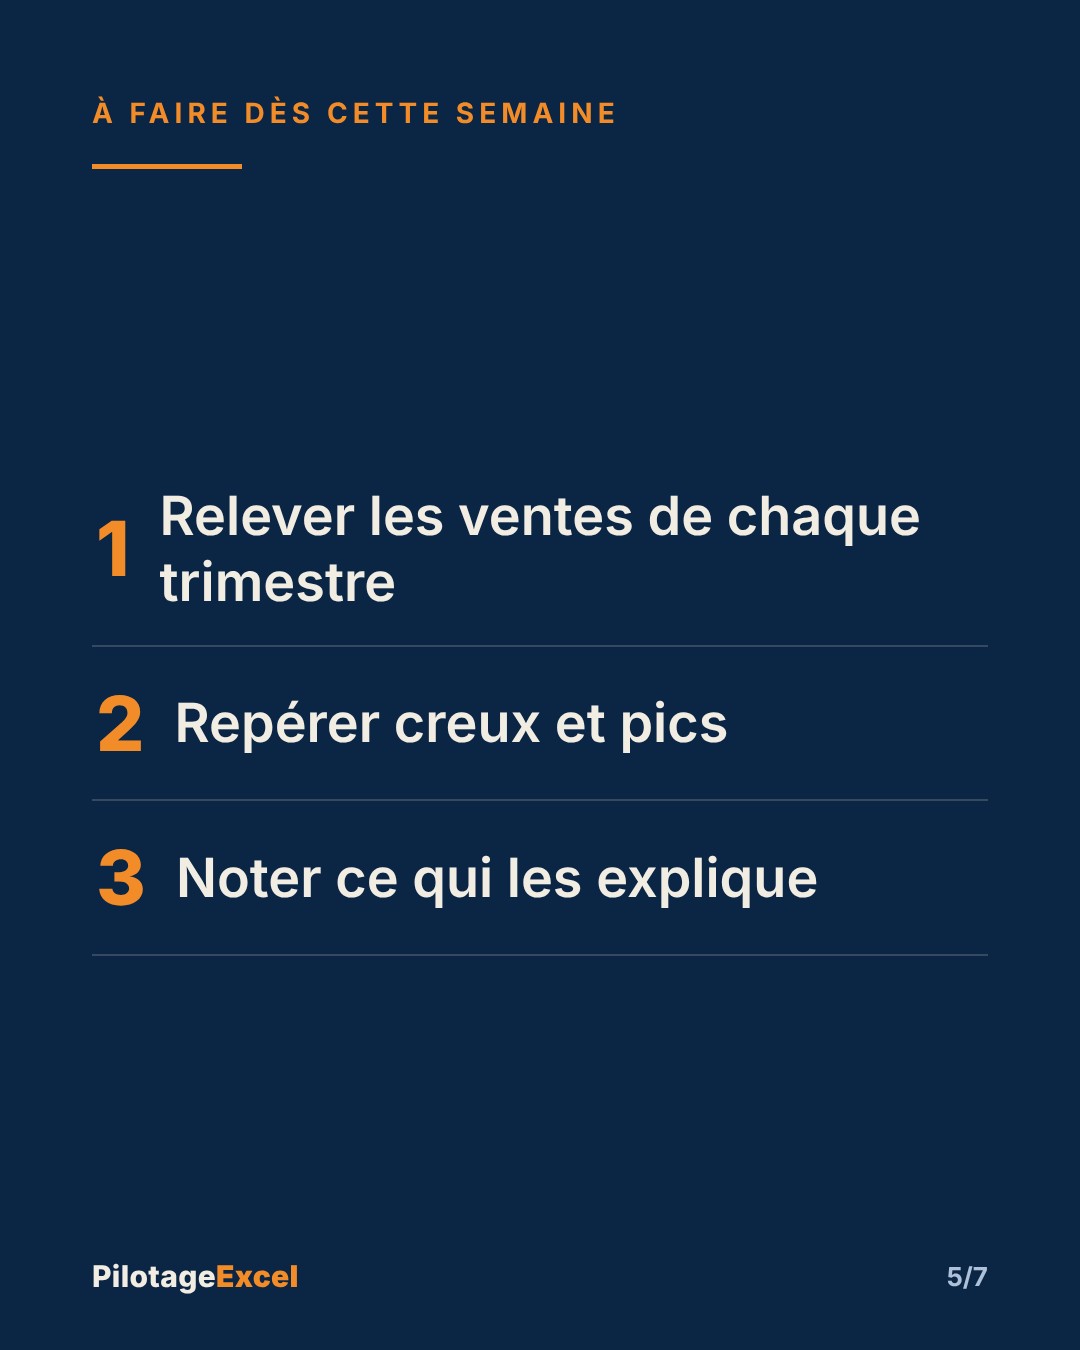 À FAIRE DÈS CETTE SEMAINE
1 Relever les ventes de chaque
trimestre
2 Repérer creux et pics
3 Noter ce qui les explique
PilotageExcel
5/7